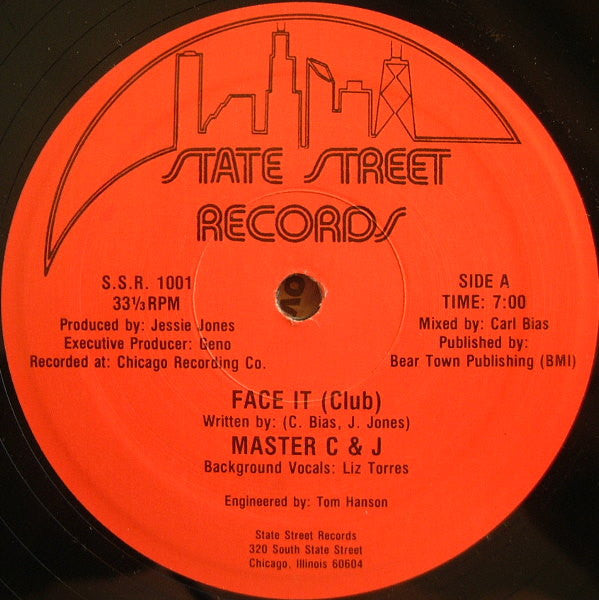 STATE STREET
RECORDS
S.S.R. 1001
33⅓ RPM
Produced by: Jessie Jones
Executive Producer: Geno
Recorded at: Chicago Recording Co.
SIDE A
TIME: 7:00
Mixed by: Carl Bias
Published by:
Bear Town Publishing (BMI)
FACE IT (Club)
Written by: (C. Bias, J. Jones)
MASTER C & J
Background Vocals: Liz Torres
Engineered by: Tom Hanson
State Street Records
320 South State Street
Chicago, Illinois 60604